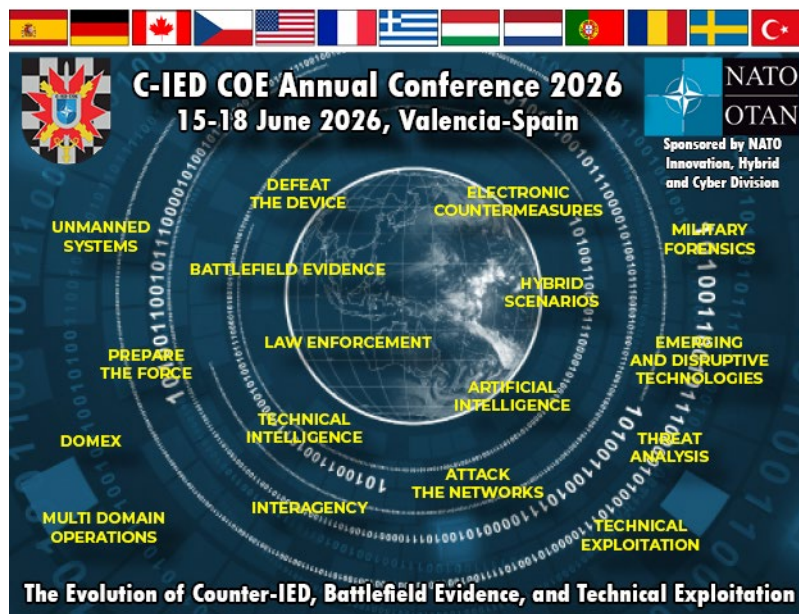 C-IED COE Annual Conference 2026
15-18 June 2026, Valencia-Spain
C-IED COE
NATO
OTAN
Sponsored by NATO
Innovation, Hybrid
and Cyber Division
DEFEAT
THE DEVICE
ELECTRONIC
COUNTERMEASURES
UNMANNED
SYSTEMS
MILITARY
FORENSICS
BATTLEFIELD EVIDENCE
HYBRID
SCENARIOS
LAW ENFORCEMENT
PREPARE
THE FORCE
EMERGING
AND DISRUPTIVE
TECHNOLOGIES
ARTIFICIAL
INTELLIGENCE
TECHNICAL
INTELLIGENCE
DOMEX
THREAT
ANALYSIS
ATTACK
THE NETWORKS
INTERAGENCY
MULTI DOMAIN
OPERATIONS
TECHNICAL
EXPLOITATION
The Evolution of Counter-IED, Battlefield Evidence, and Technical Exploitation